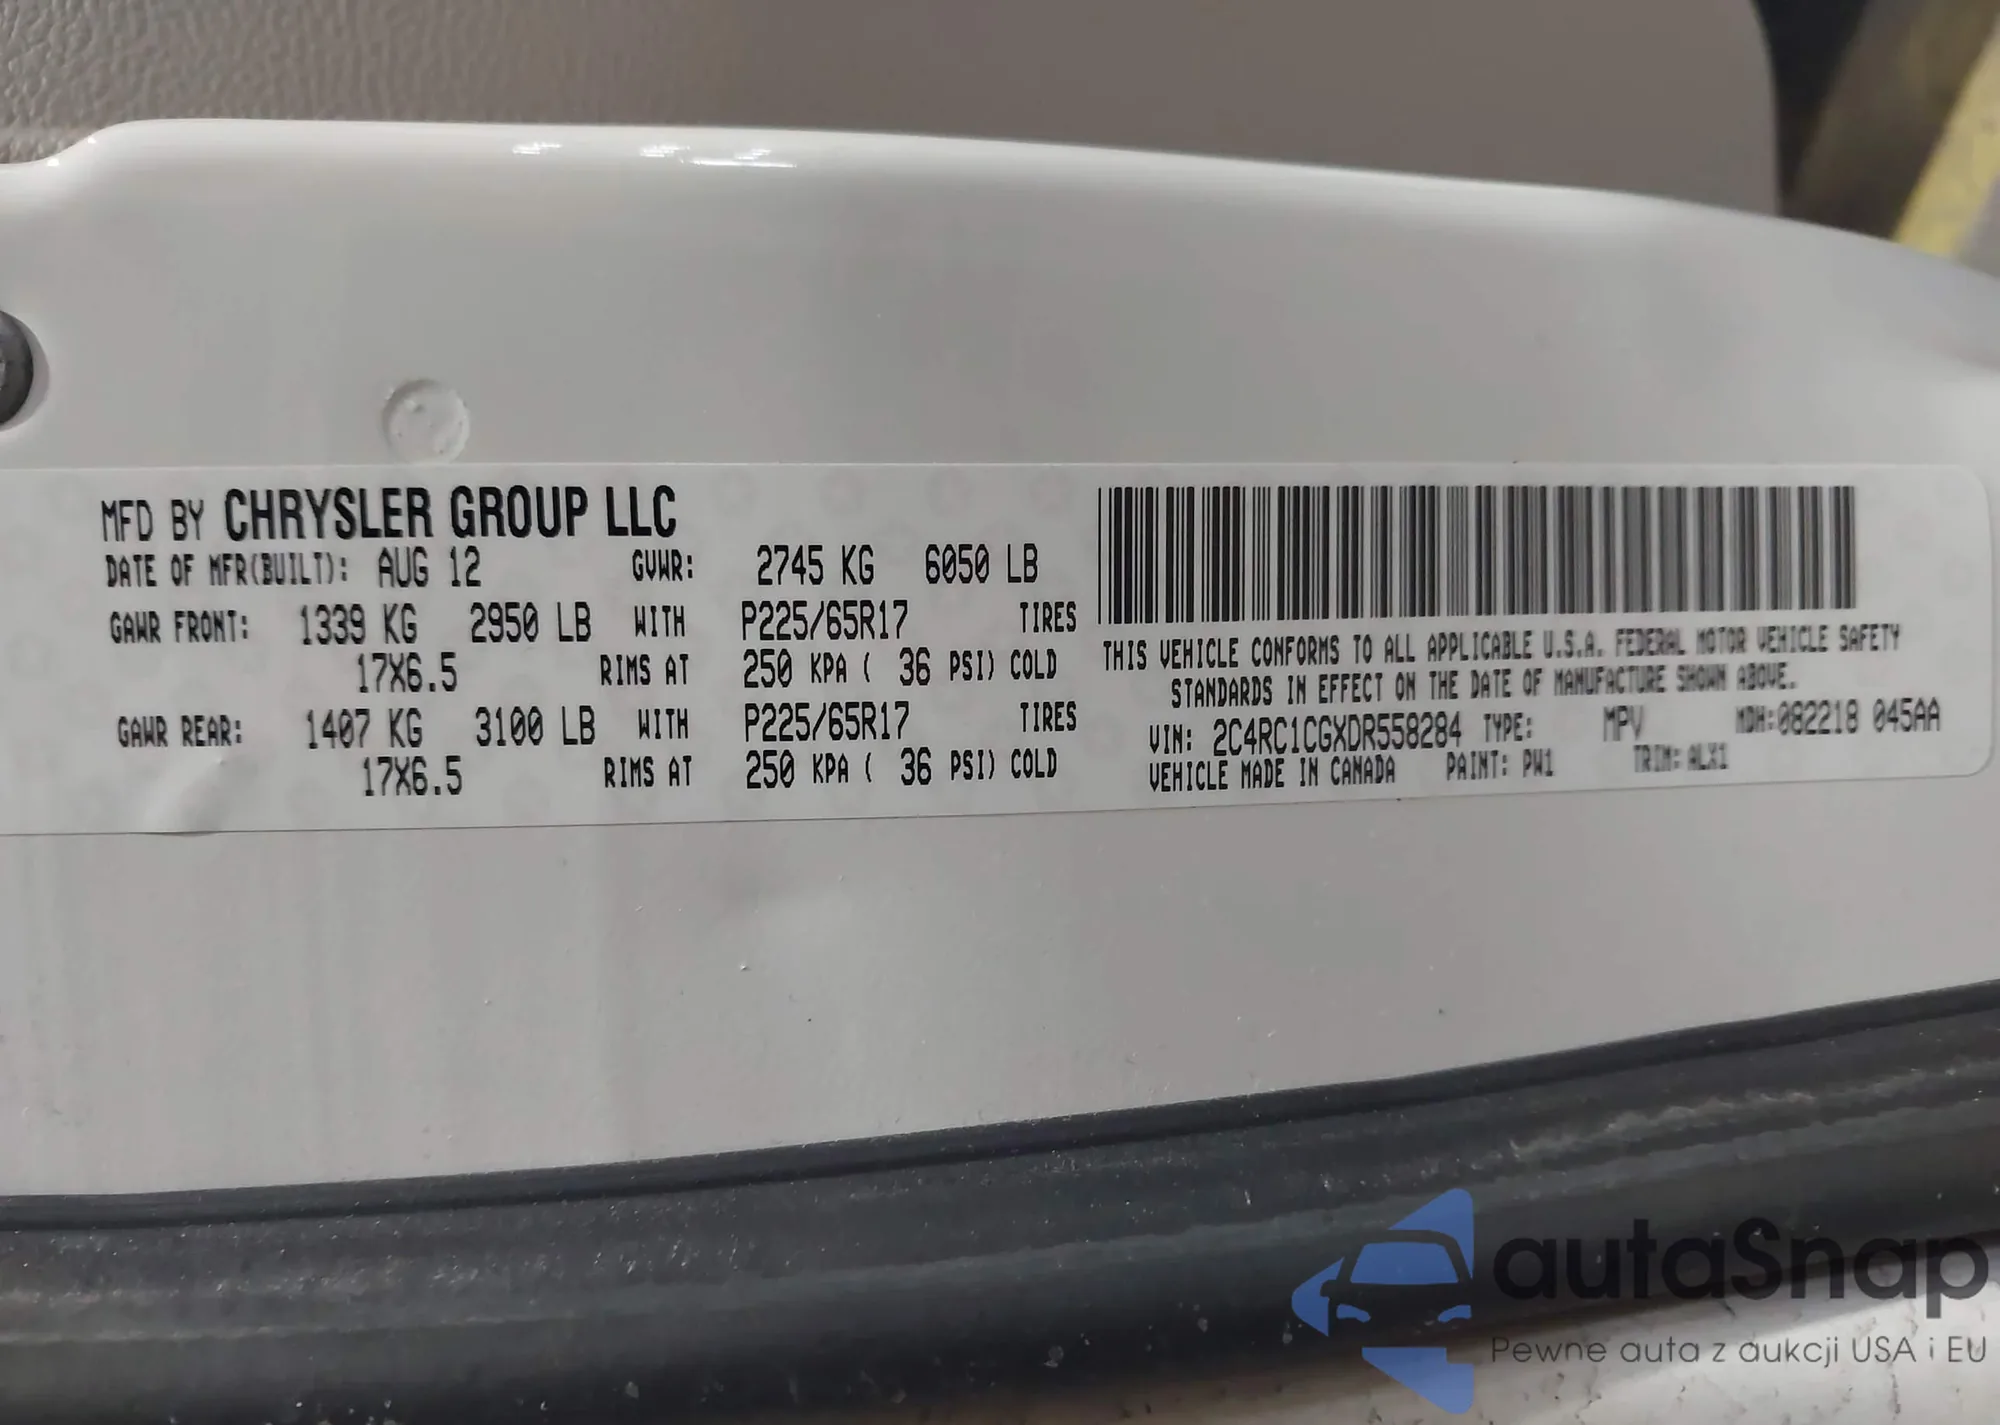 MFD BY CHRYSLER GROUP LLC
DATE OF MFR(BUILT): AUG 12 GVWR: 2745 KG 6050 LB
GAWR FRONT: 1339 KG 2950 LB WITH P225/65R17 TIRES
17X6.5 RIMS AT 250 KPA ( 36 PSI) COLD
GAWR REAR: 1407 KG 3100 LB WITH P225/65R17 TIRES
17X6.5 RIMS AT 250 KPA ( 36 PSI) COLD
THIS VEHICLE CONFORMS TO ALL APPLICABLE U.S.A. FEDERAL MOTOR VEHICLE SAFETY
STANDARDS IN EFFECT ON THE DATE OF MANUFACTURE SHOWN ABOVE.
VIN: 2C4RC1CGXDR558284 TYPE: MPV MDH:082218 045AA
VEHICLE MADE IN CANADA PAINT: PW1 TRIM: ALX1
autaSnap
Pewne auta z aukcji USA i EU